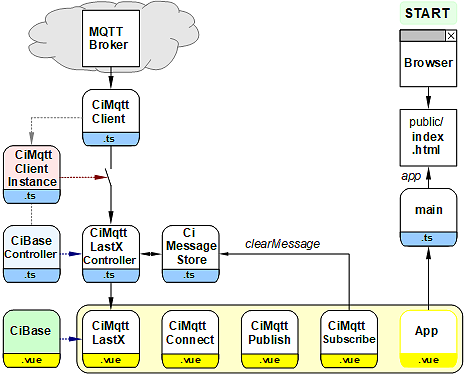 START
MQTT
Broker
X
Browser
CiMqtt
Client
.ts
public/
index
.html
app
CiMqtt
Client
Instance
.ts
main
.ts
CiBase
Controller
.ts
CiMqtt
LastX
Controller
.ts
Ci
Message
Store
.ts
clearMessage
CiBase
.vue
CiMqtt
LastX
.vue
CiMqtt
Connect
.vue
CiMqtt
Publish
.vue
CiMqtt
Subscribe
.vue
App
.vue